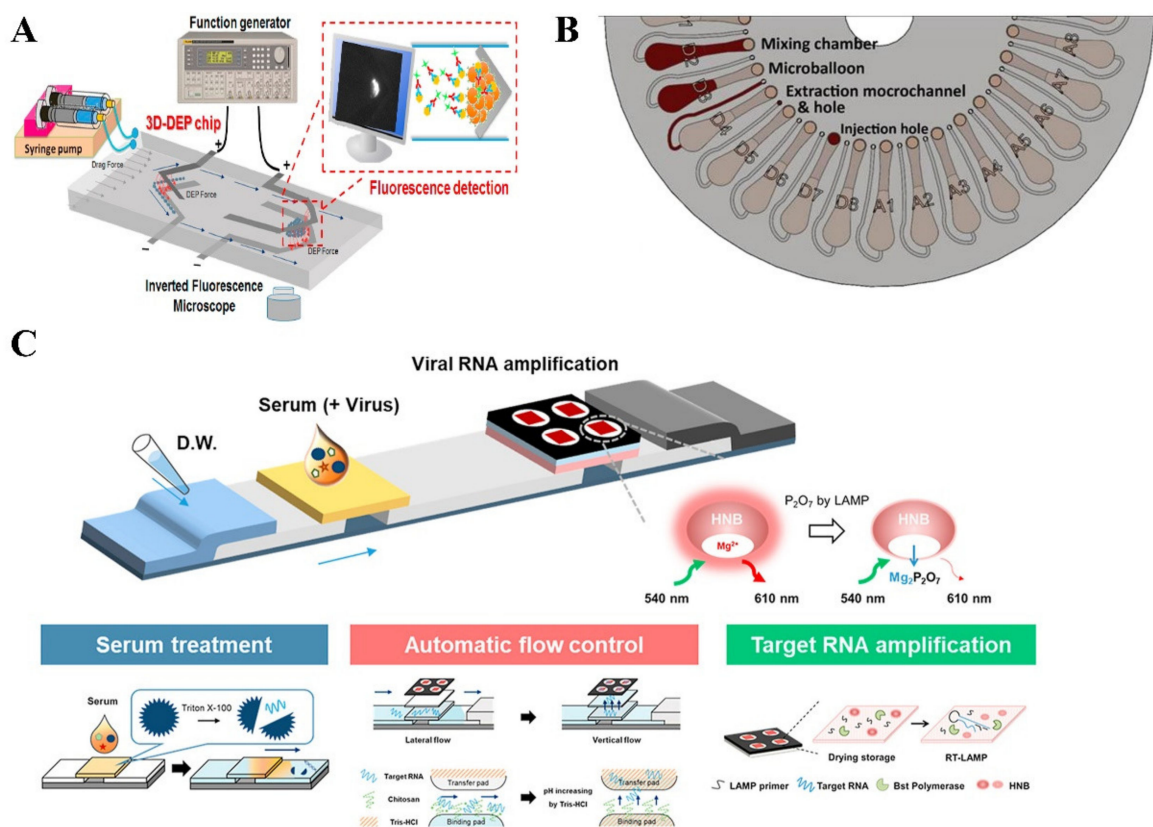 A
Function generator
3D-DEP chip
Syringe pump
Drag Force
+
+
DEP Force
DEP Force
−
−
Fluorescence detection
Inverted Fluorescence
Microscope
B
Mixing chamber
Microballoon
Extraction mocrochannel
& hole
Injection hole
D5
D6
D7
D8
A1
A2
A3
A4
A5
A6
A7
A8
C
Viral RNA amplification
Serum (+ Virus)
D.W.
P₂O₇ by LAMP
HNB
Mg²⁺
540 nm
610 nm
HNB
Mg₂P₂O₇
540 nm
610 nm
Serum treatment
Serum
Triton X-100
Automatic flow control
Lateral flow
Vertical flow
Target RNA
Chitosan
Tris-HCl
Transfer pad
Binding pad
pH increasing
by Tris-HCl
Transfer pad
Binding pad
Target RNA amplification
Drying storage
RT-LAMP
LAMP primer
Target RNA
Bst Polymerase
HNB